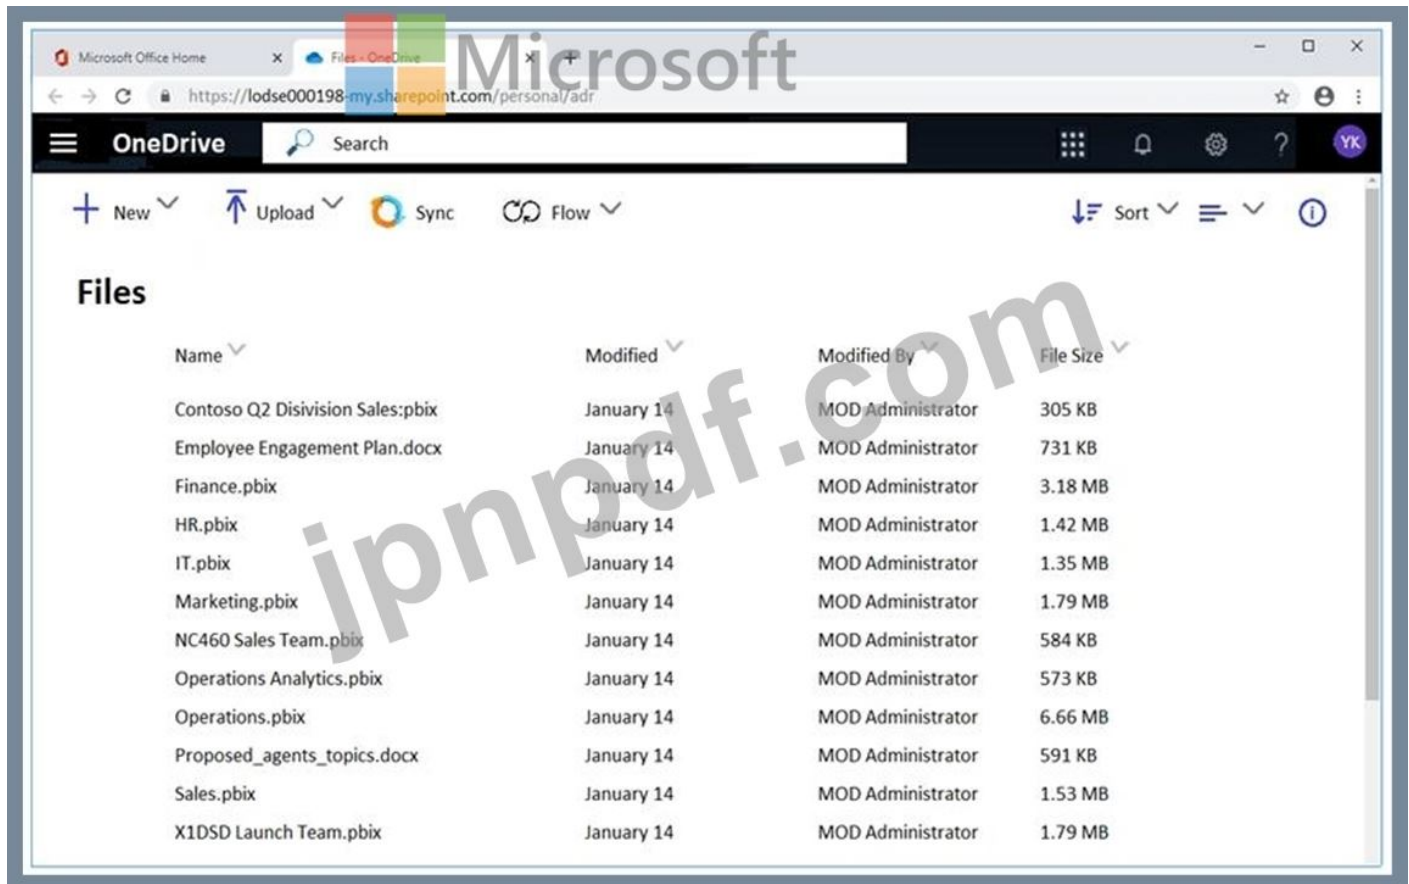 Microsoft
Microsoft Office Home Files - OneDrive
https://lodse000198-my.sharepoint.com/personal/adr
OneDrive Search YK
New Upload Sync Flow Sort
Files
Name Modified Modified By File Size
Contoso Q2 Disivision Sales:pbix January 14 MOD Administrator 305 KB
Employee Engagement Plan.docx January 14 MOD Administrator 731 KB
Finance.pbix January 14 MOD Administrator 3.18 MB
HR.pbix January 14 MOD Administrator 1.42 MB
IT.pbix January 14 MOD Administrator 1.35 MB
Marketing.pbix January 14 MOD Administrator 1.79 MB
NC460 Sales Team.pbix January 14 MOD Administrator 584 KB
Operations Analytics.pbix January 14 MOD Administrator 573 KB
Operations.pbix January 14 MOD Administrator 6.66 MB
Proposed_agents_topics.docx January 14 MOD Administrator 591 KB
Sales.pbix January 14 MOD Administrator 1.53 MB
X1DSD Launch Team.pbix January 14 MOD Administrator 1.79 MB
jpnpdf.com